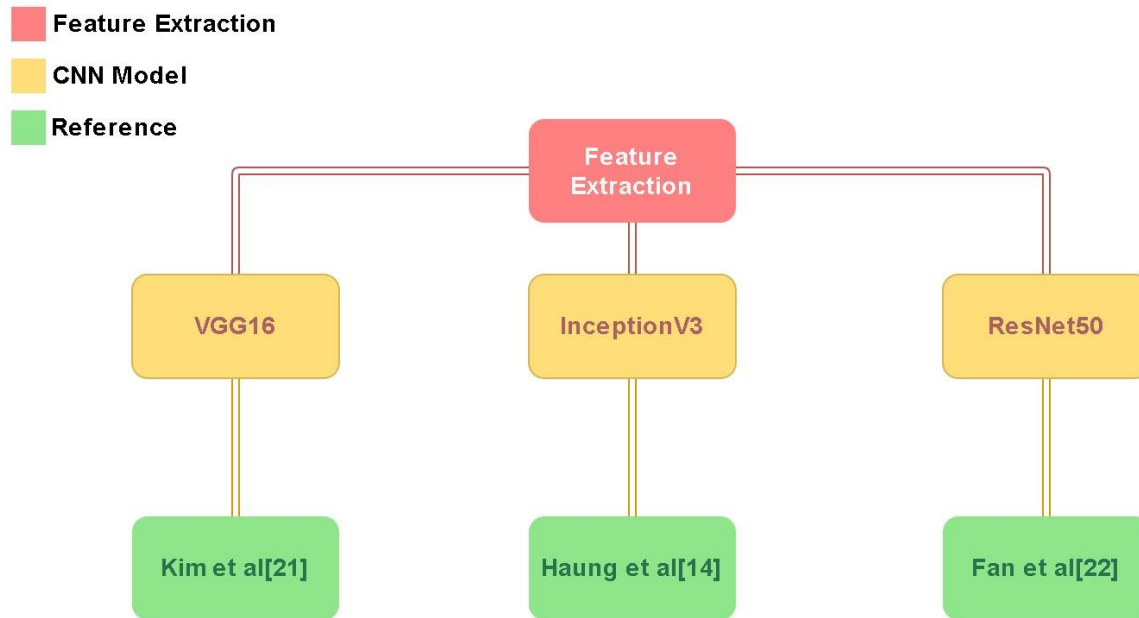 Feature Extraction
CNN Model
Reference
Feature
Extraction
VGG16
InceptionV3
ResNet50
Kim et al[21]
Haung et al[14]
Fan et al[22]